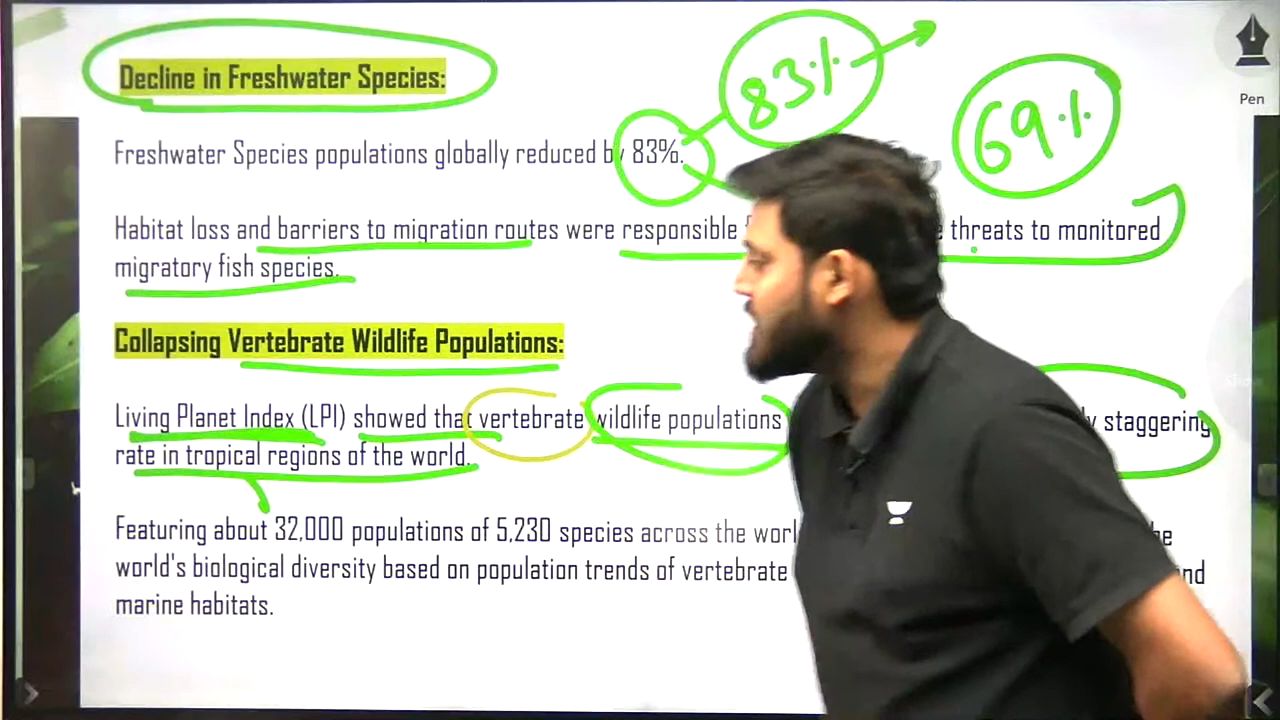 Decline in Freshwater Species:
83%
69%
Pen
Freshwater Species populations globally reduced by 83%.
Habitat loss and barriers to migration routes were responsible threats to monitored
migratory fish species.
Collapsing Vertebrate Wildlife Populations:
Living Planet Index (LPI) showed that vertebrate wildlife populations staggering
rate in tropical regions of the world.
Featuring about 32,000 populations of 5,230 species across the
world's biological diversity based on population trends of vertebrate
marine habitats.